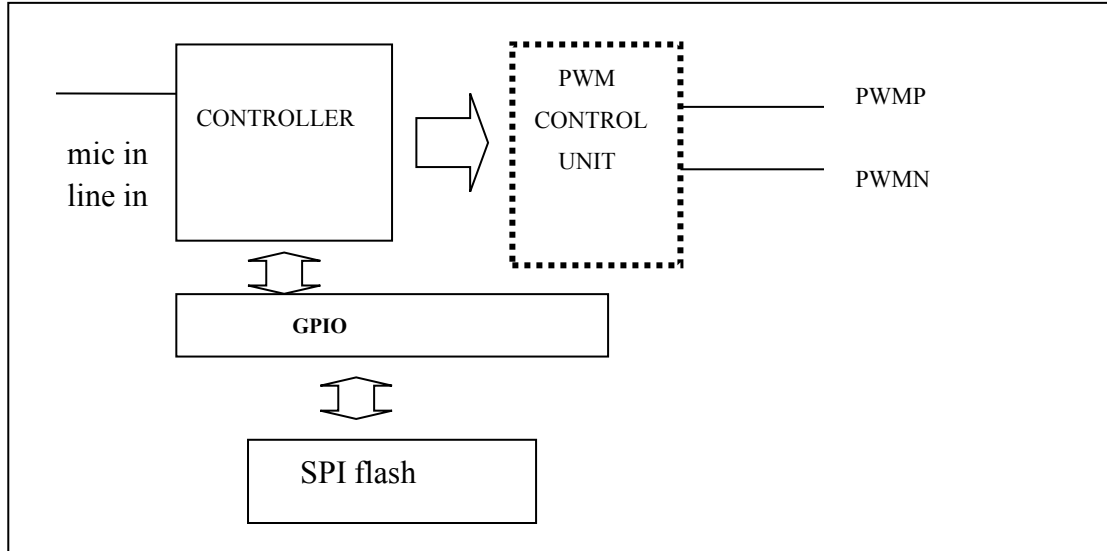 CONTROLLER
mic in
line in
PWM
CONTROL
UNIT
PWMP
PWMN
GPIO
SPI flash